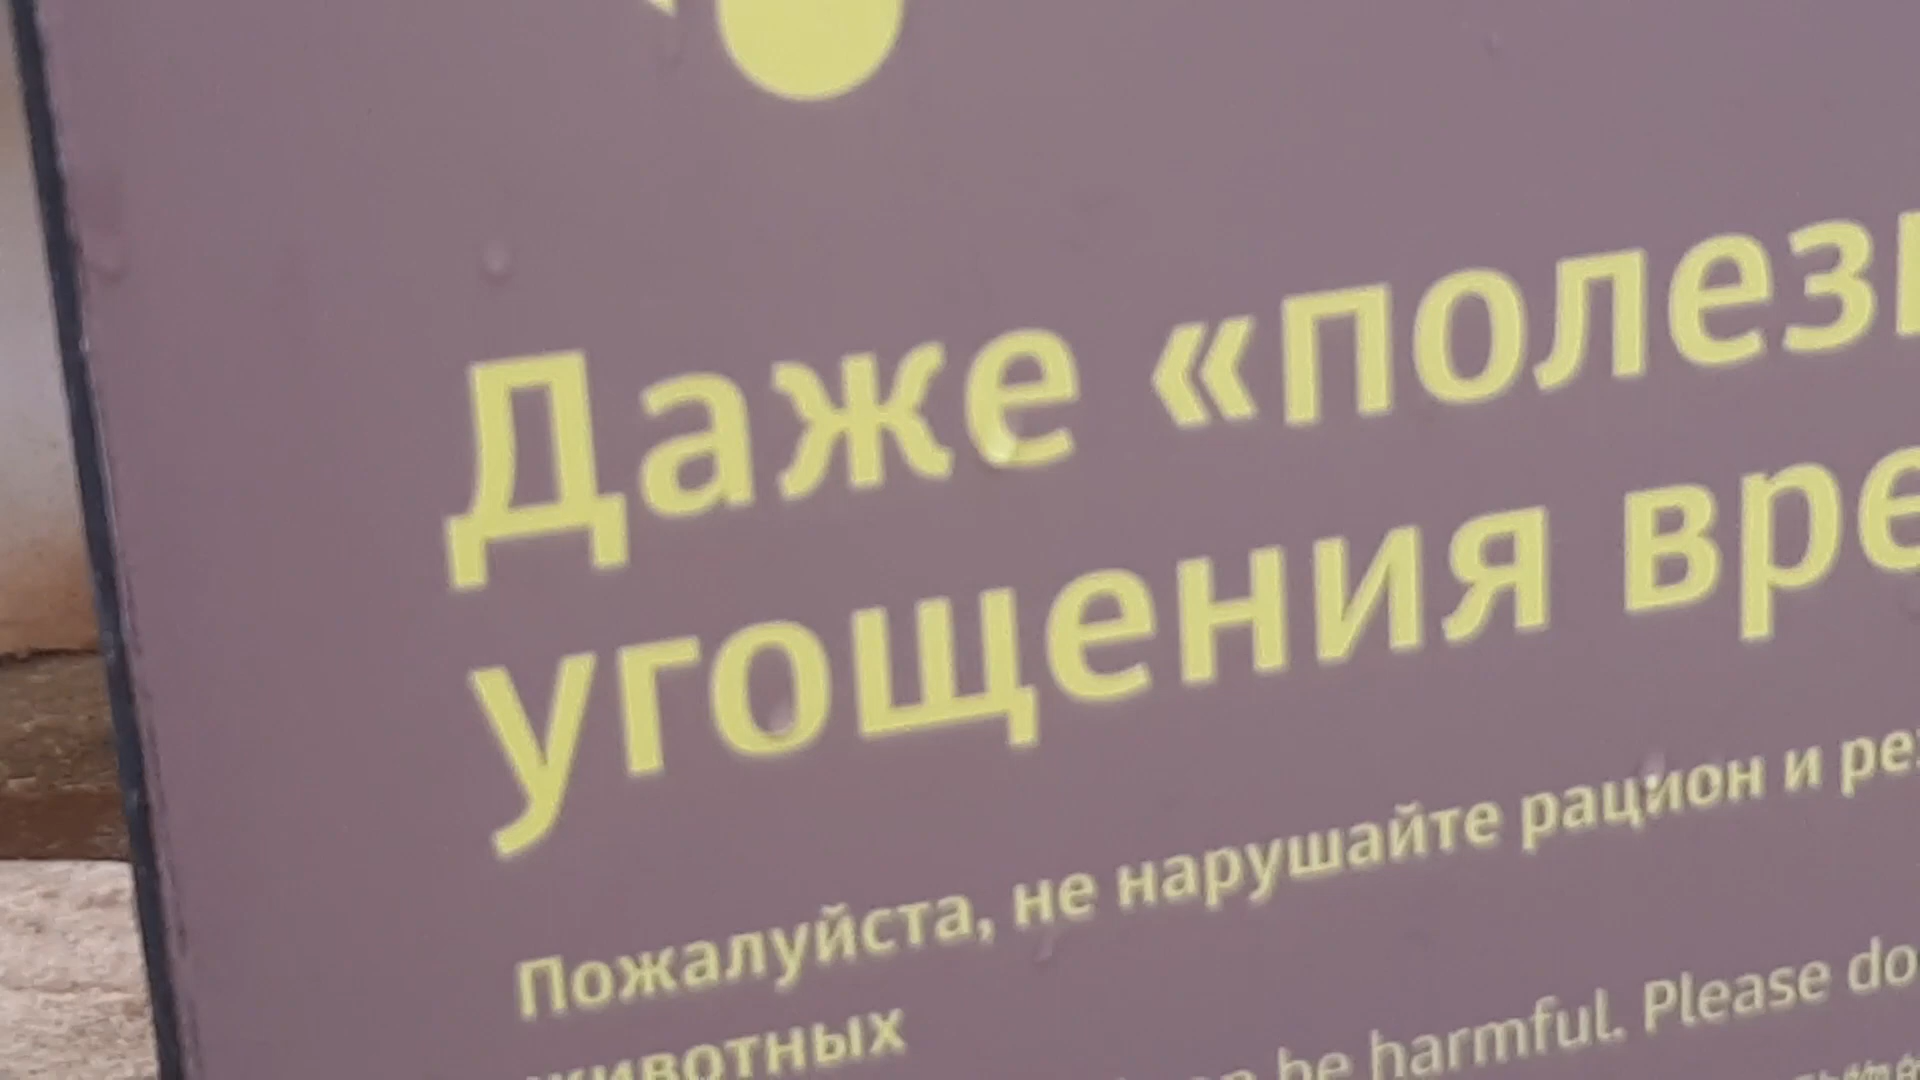 Даже «полез
угощения вре
Пожалуйста, не нарушайте рацион и ре
животных
be harmful. Please do